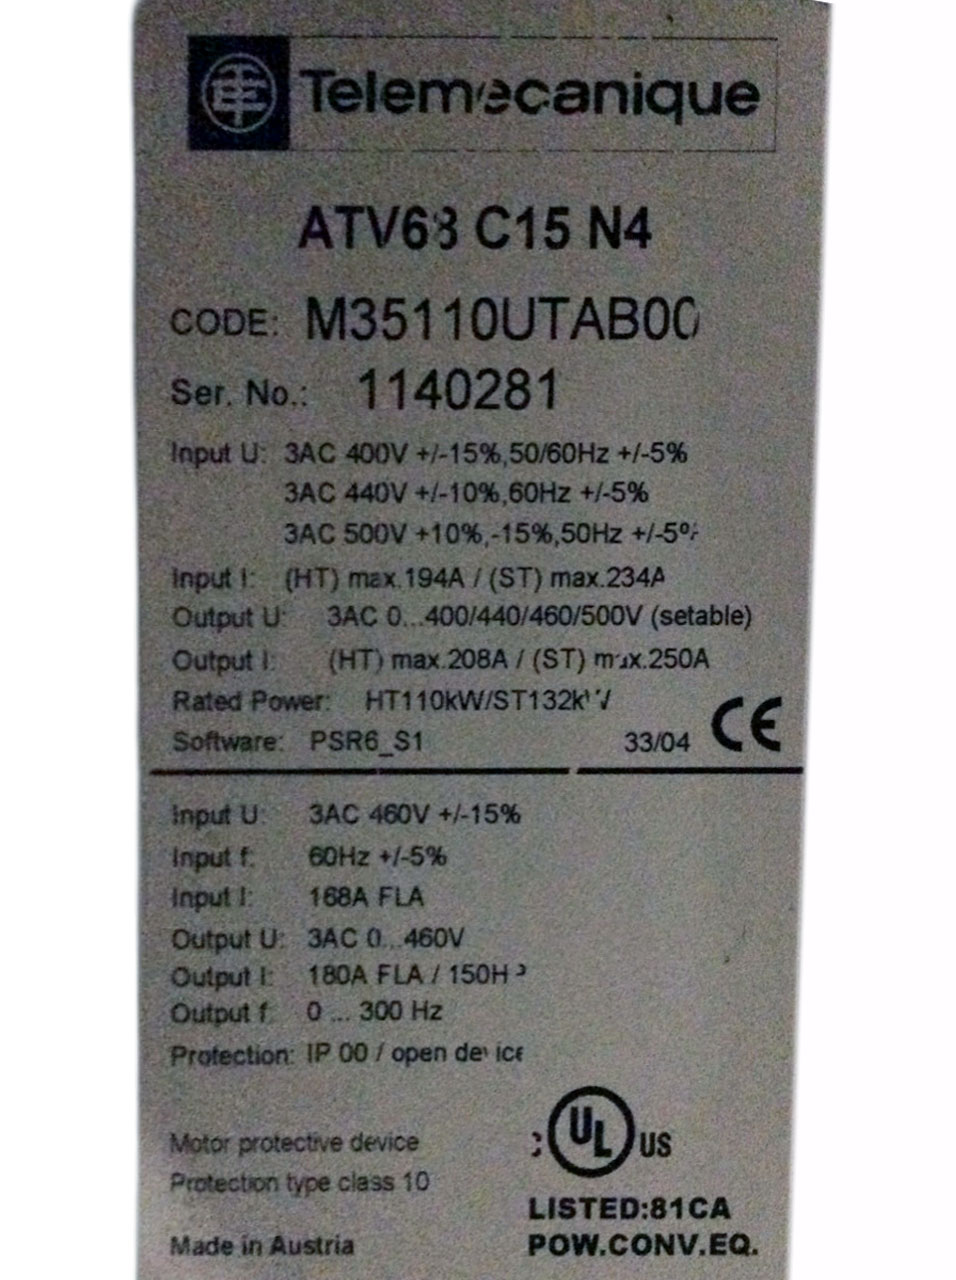 Telemecanique
ATV68 C15 N4
CODE: M35110UTAB00
Ser. No.: 1140281
Input U: 3AC 400V +/-15%,50/60Hz +/-5%
3AC 440V +/-10%,60Hz +/-5%
3AC 500V +10%,-15%,50Hz +/-5%
Input I: (HT) max.194A / (ST) max.234A
Output U: 3AC 0...400/440/460/500V (setable)
Output I: (HT) max.208A / (ST) max.250A
Rated Power: HT110kW/ST132kW
Software: PSR6_S1 33/04 CE
Input U: 3AC 460V +/-15%
Input f: 60Hz +/-5%
Input I: 168A FLA
Output U: 3AC 0...460V
Output I: 180A FLA / 150HP
Output f: 0 ... 300 Hz
Protection: IP 00 / open device
Motor protective device
c UL US
Protection type class 10
LISTED:81CA
Made in Austria
POW.CONV.EQ.